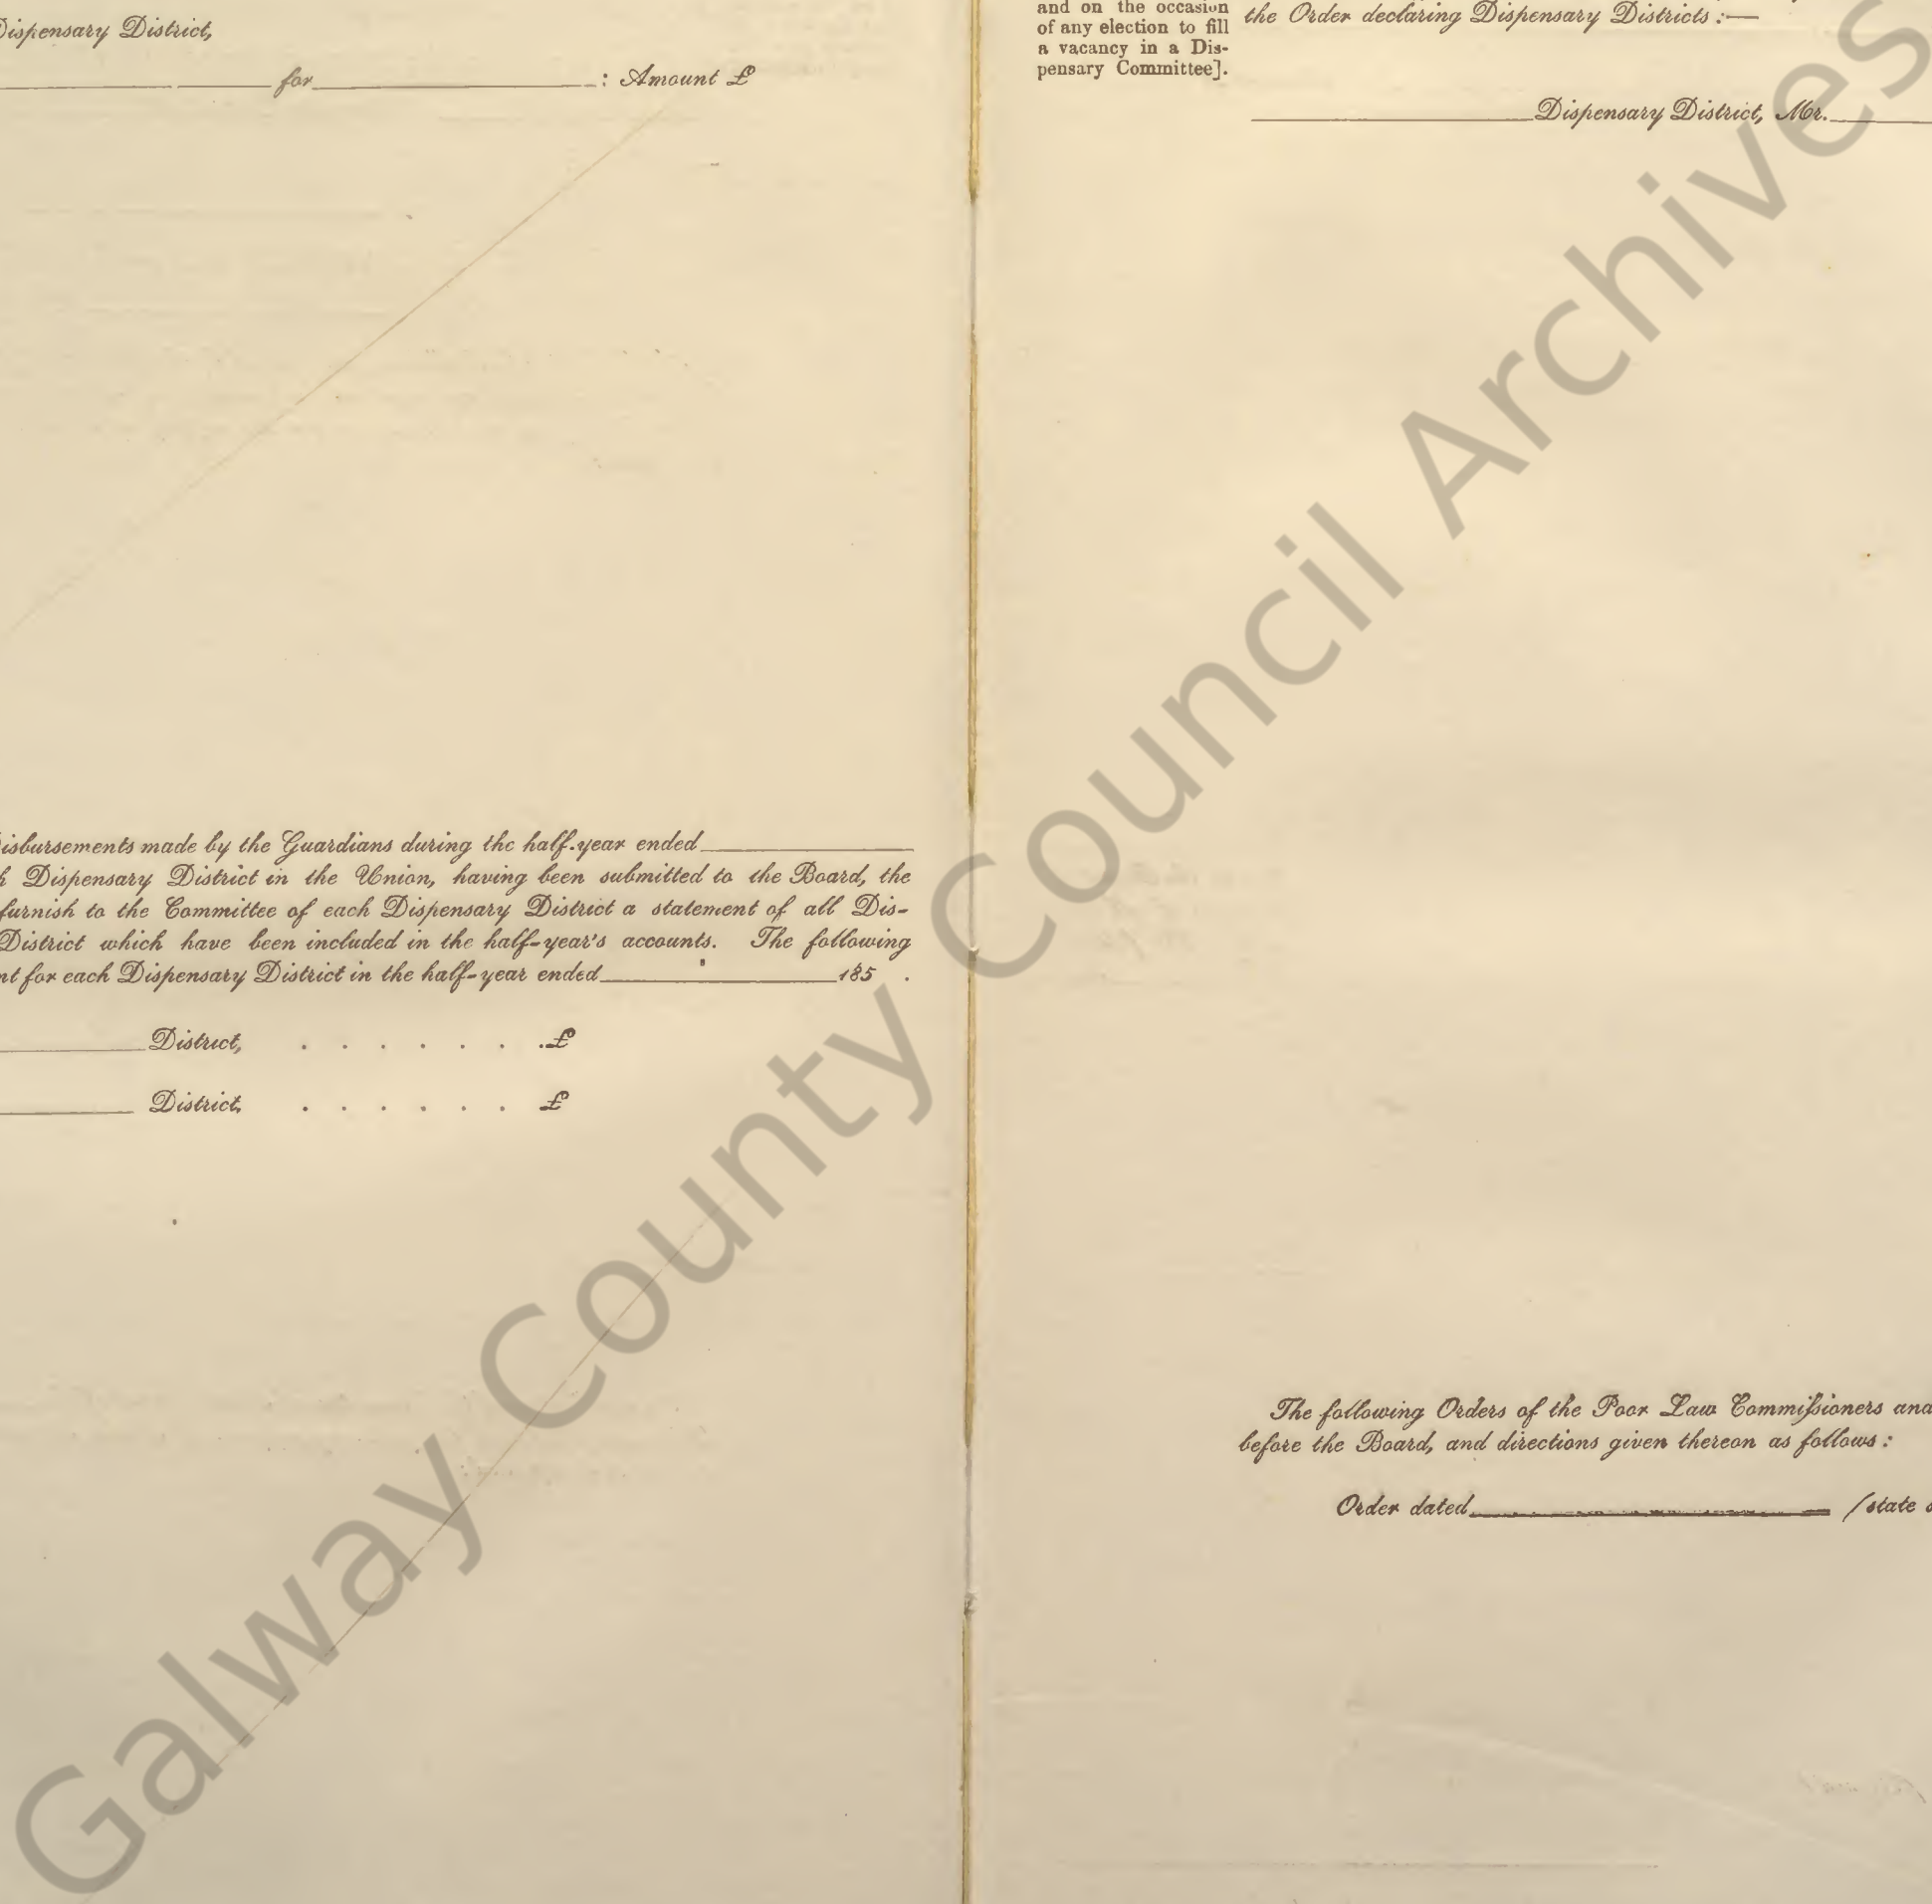 Dispensary District,
for : Amount £
isbursements made by the Guardians during the half-year ended
h Dispensary District in the Union, having been submitted to the Board, the
furnish to the Committee of each Dispensary District a statement of all Dis-
District which have been included in the half-year's accounts. The following
nt for each Dispensary District in the half-year ended 185 .
District, . . . . . . . £
District, . . . . . . £
and on the occasion
of any election to fill
a vacancy in a Dis-
pensary Committee].
the Order declaring Dispensary Districts :—
Dispensary District, Mr.
The following Orders of the Poor Law Commissioners and
before the Board, and directions given thereon as follows :
Order dated (state
Galway County Council Archives